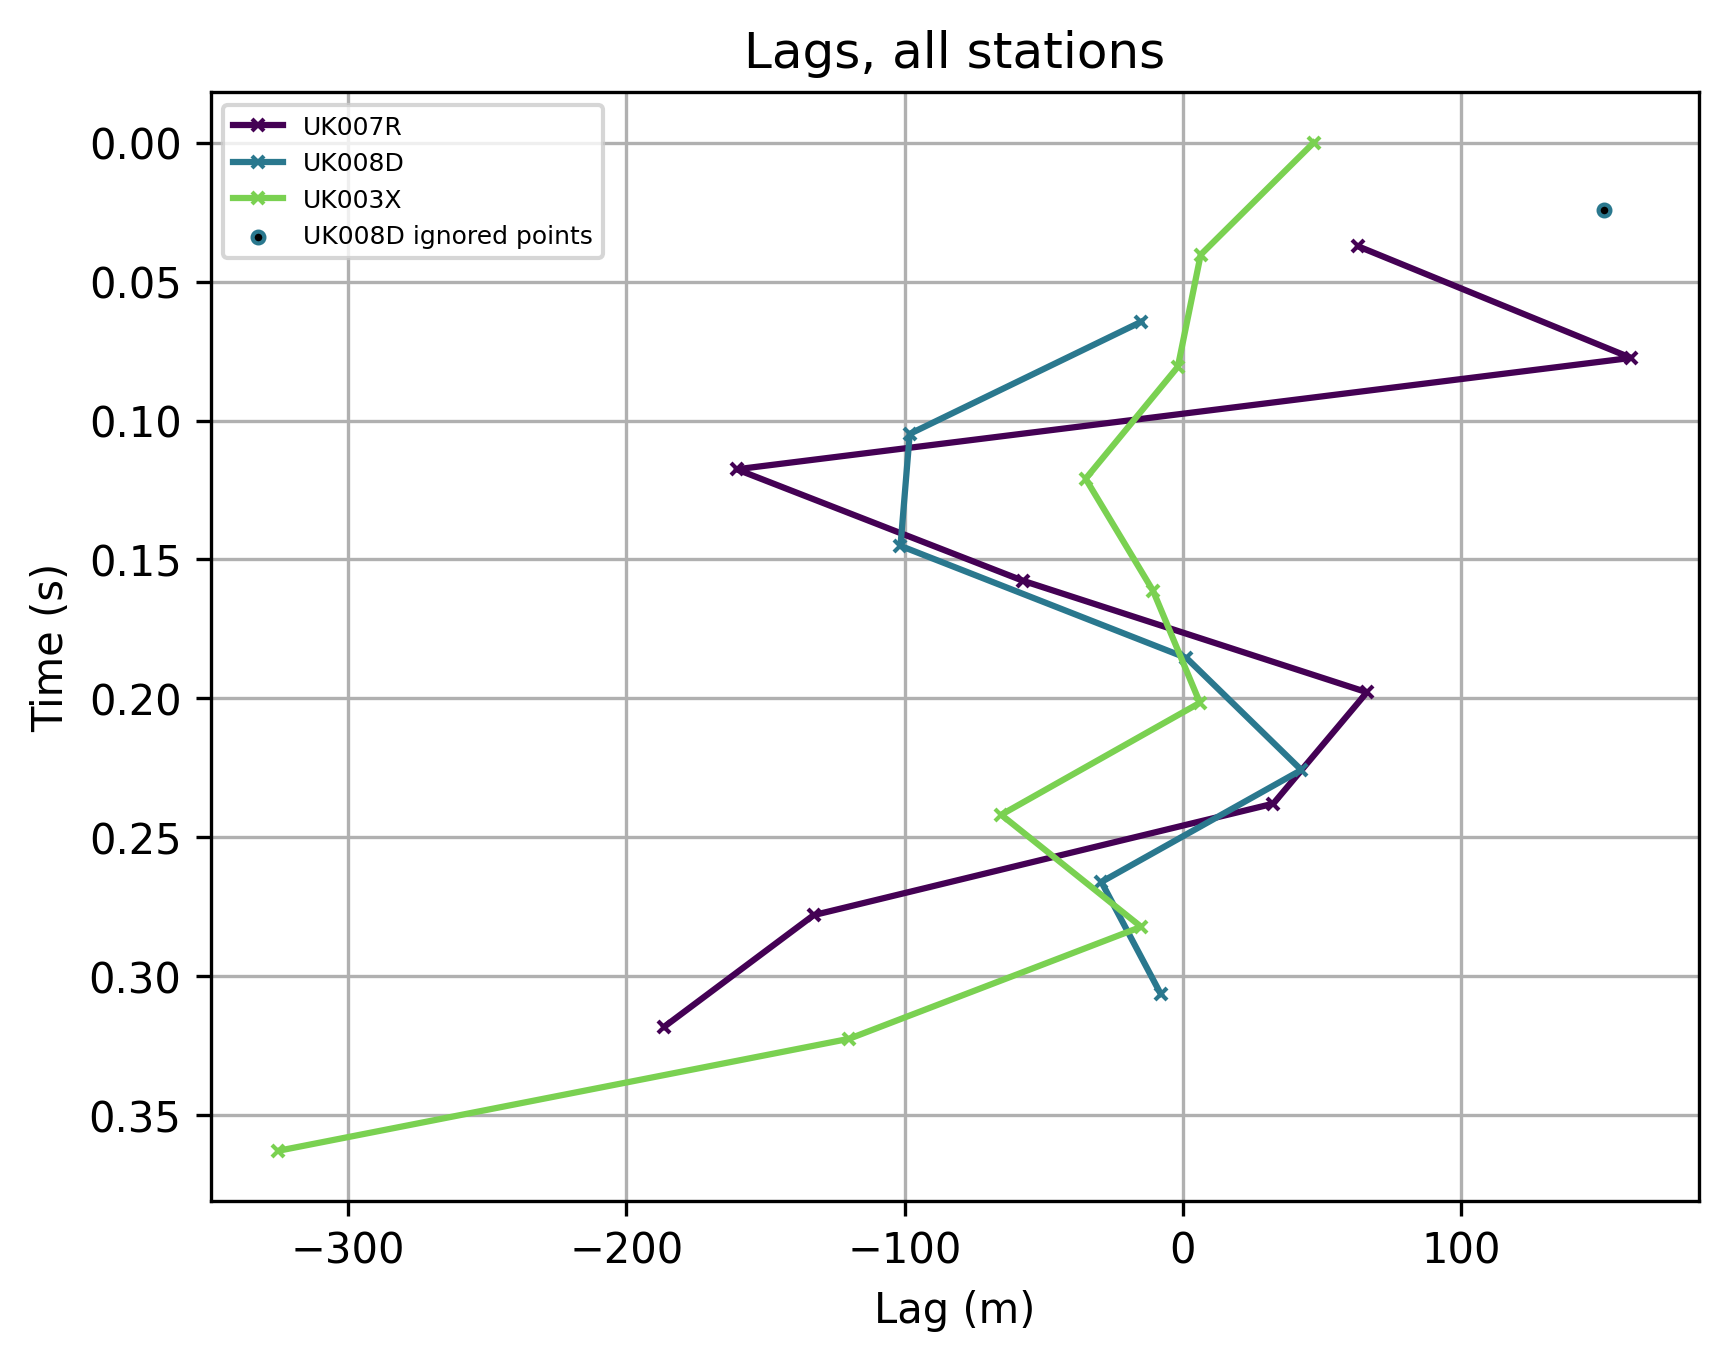 Lags, all stations
UK007R
UK008D
UK003X
UK008D ignored points
0.00
0.05
0.10
0.15
0.20
0.25
0.30
0.35
Time (s)
−300 −200 −100 0 100
Lag (m)